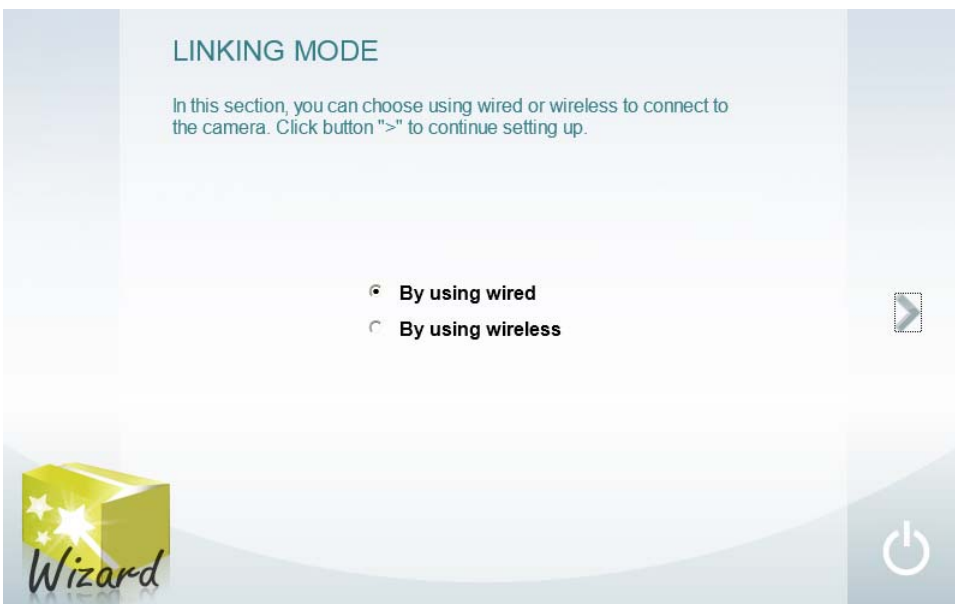 LINKING MODE
In this section, you can choose using wired or wireless to connect to
the camera. Click button ">" to continue setting up.
By using wired
By using wireless
Wizard